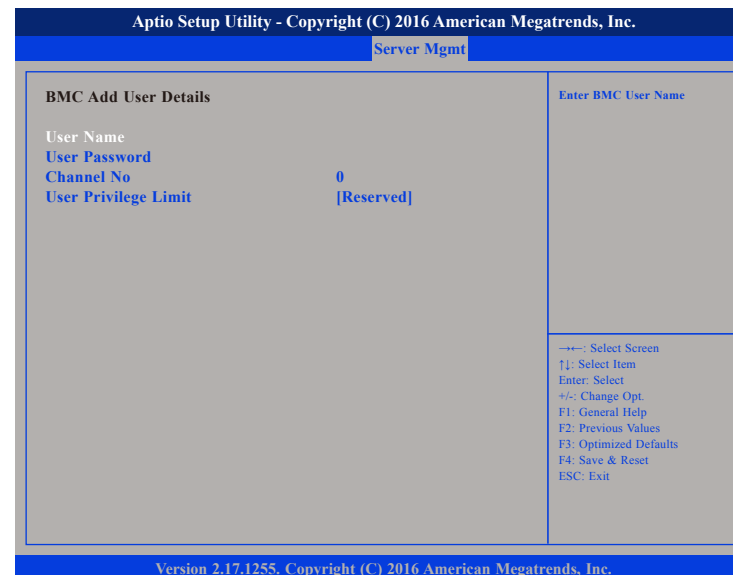 Aptio Setup Utility - Copyright (C) 2016 American Megatrends, Inc.
Server Mgmt
BMC Add User Details
User Name
User Password
Channel No 0
User Privilege Limit [Reserved]
Enter BMC User Name
→←: Select Screen
↑↓: Select Item
Enter: Select
+/-: Change Opt.
F1: General Help
F2: Previous Values
F3: Optimized Defaults
F4: Save & Reset
ESC: Exit
Version 2.17.1255. Copyright (C) 2016 American Megatrends, Inc.